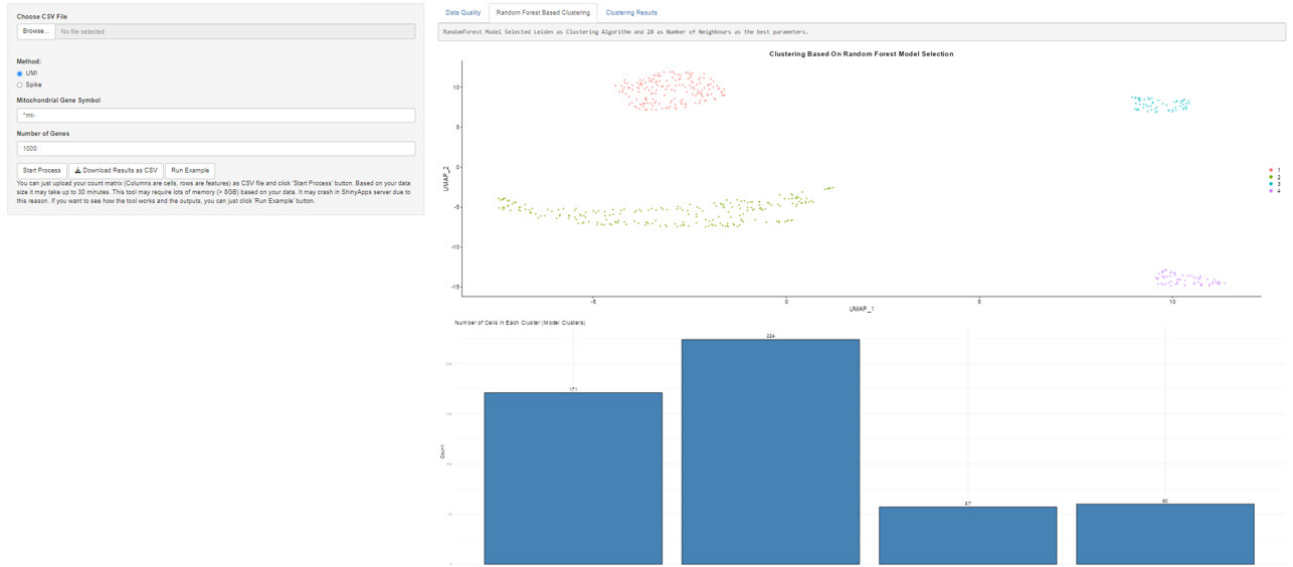 Choose CSV File
Browse... No file selected
Method:
UMI
Spike
Mitochondrial Gene Symbol
^mt-
Number of Genes
1000
Start Process Download Results as CSV Run Example
You can just upload your count matrix (Columns are cells, rows are features) as CSV file and click 'Start Process' button. Based on your data
size it may take up to 30 minutes. This tool may require lots of memory (> 8GB) based on your data. It may crash in ShinyApps server due to
this reason. If you want to see how the tool works and the outputs, you can just click 'Run Example' button.
Data Quality Random Forest Based Clustering Clustering Results
RandomForest Model Selected Leiden as Clustering Algorithm and 20 as Number of Neighbours as the best parameters.
Clustering Based On Random Forest Model Selection
10
5
0
-5
-10
-15
UMAP_2
-5 0 5 10
UMAP_1
1
2
3
4
Number of Cells in Each Cluster (Model Clusters)
171
224
57
60
Count